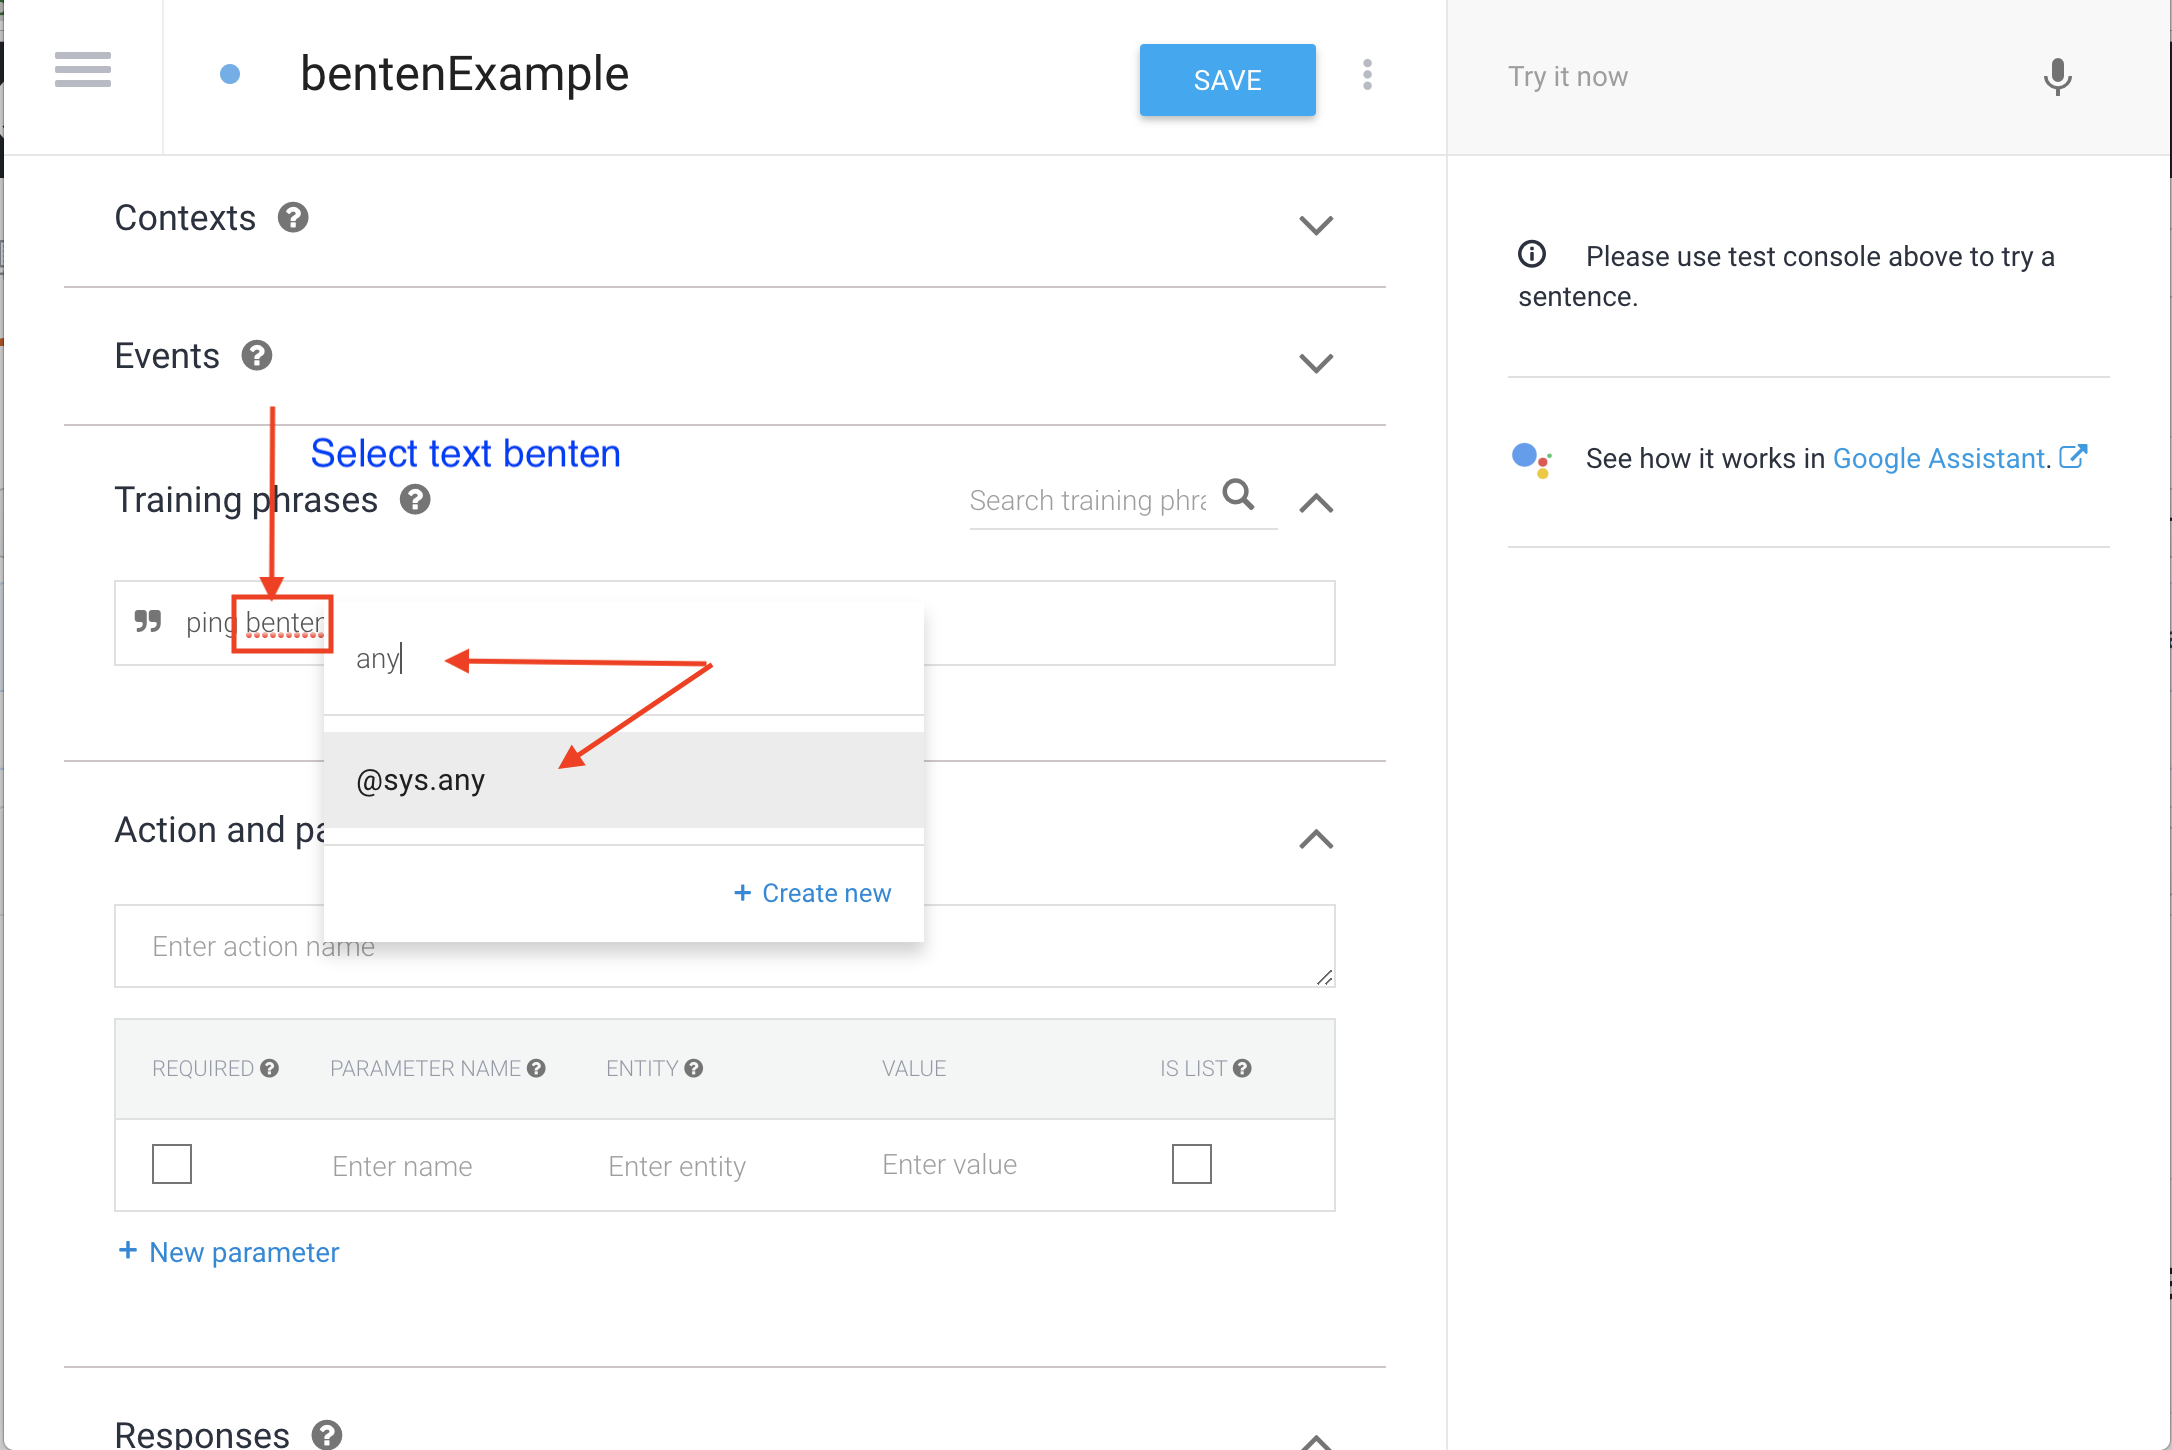 bentenExample
SAVE
Try it now
Contexts
Please use test console above to try a
sentence.
Events
Select text benten
See how it works in Google Assistant.
Training phrases
Search training phra
ping benten
any
@sys.any
Action and pa
+ Create new
Enter action name
REQUIRED PARAMETER NAME ENTITY VALUE IS LIST
Enter name Enter entity Enter value
+ New parameter
Responses